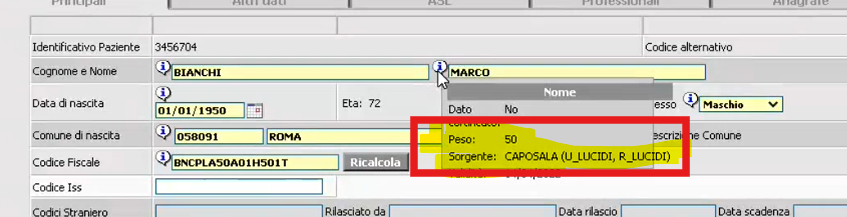 Principali Altri dati ASL Professionali Anagrafe
Identificativo Paziente 3456704 Codice alternativo
Cognome e Nome BIANCHI MARCO
Nome
Data di nascita 01/01/1950 Eta: 72 Dato No esso Maschio
Comune di nascita 058091 ROMA Peso: 50 escrizione Comune
Codice Fiscale BNCPLA50A01H501T Ricalcola Sorgente: CAPOSALA (U_LUCIDI, R_LUCIDI)
Codice Iss
Codici Straniero Rilasciato da Data rilascio Data scadenza